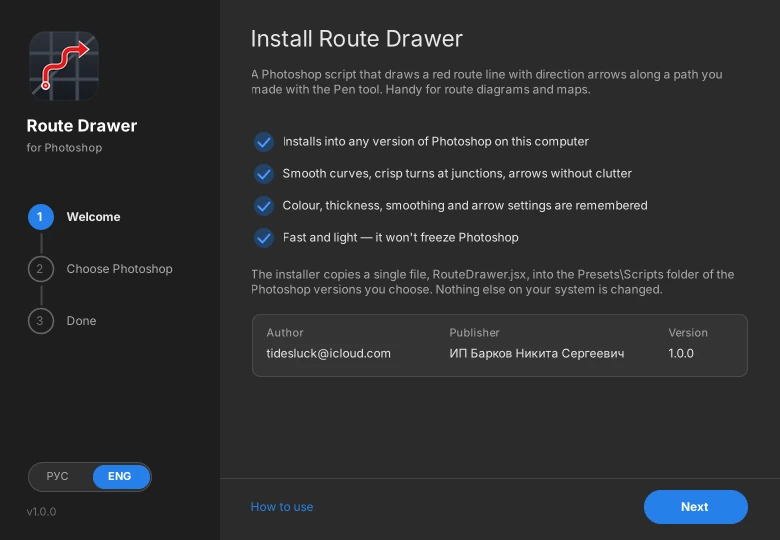 Route Drawer
for Photoshop
1 Welcome
2 Choose Photoshop
3 Done
РУС ENG
v1.0.0
Install Route Drawer
A Photoshop script that draws a red route line with direction arrows along a path you
made with the Pen tool. Handy for route diagrams and maps.
Installs into any version of Photoshop on this computer
Smooth curves, crisp turns at junctions, arrows without clutter
Colour, thickness, smoothing and arrow settings are remembered
Fast and light — it won't freeze Photoshop
The installer copies a single file, RouteDrawer.jsx, into the Presets\Scripts folder of the
Photoshop versions you choose. Nothing else on your system is changed.
Author Publisher Version
tidesluck@icloud.com ИП Барков Никита Сергеевич 1.0.0
How to use Next